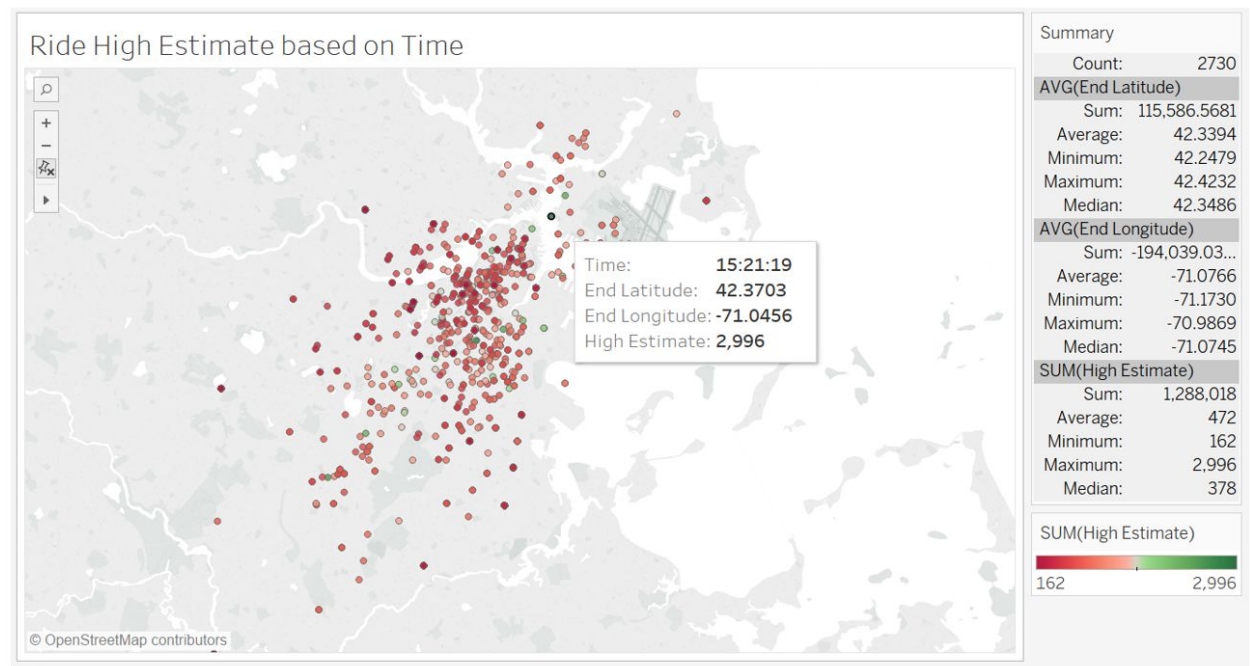 Ride High Estimate based on Time
Time: 15:21:19
End Latitude: 42.3703
End Longitude: -71.0456
High Estimate: 2,996
© OpenStreetMap contributors
Summary
Count: 2730
AVG(End Latitude)
Sum: 115,586.5681
Average: 42.3394
Minimum: 42.2479
Maximum: 42.4232
Median: 42.3486
AVG(End Longitude)
Sum: -194,039.03...
Average: -71.0766
Minimum: -71.1730
Maximum: -70.9869
Median: -71.0745
SUM(High Estimate)
Sum: 1,288,018
Average: 472
Minimum: 162
Maximum: 2,996
Median: 378
SUM(High Estimate)
162 2,996